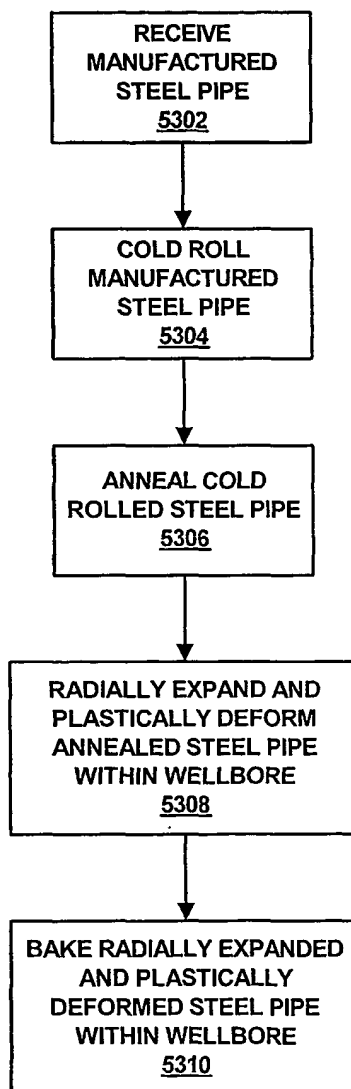 RECEIVE
MANUFACTURED
STEEL PIPE
5302
COLD ROLL
MANUFACTURED
STEEL PIPE
5304
ANNEAL COLD
ROLLED STEEL PIPE
5306
RADIALLY EXPAND AND
PLASTICALLY DEFORM
ANNEALED STEEL PIPE
WITHIN WELLBORE
5308
BAKE RADIALLY EXPANDED
AND PLASTICALLY
DEFORMED STEEL PIPE
WITHIN WELLBORE
5310